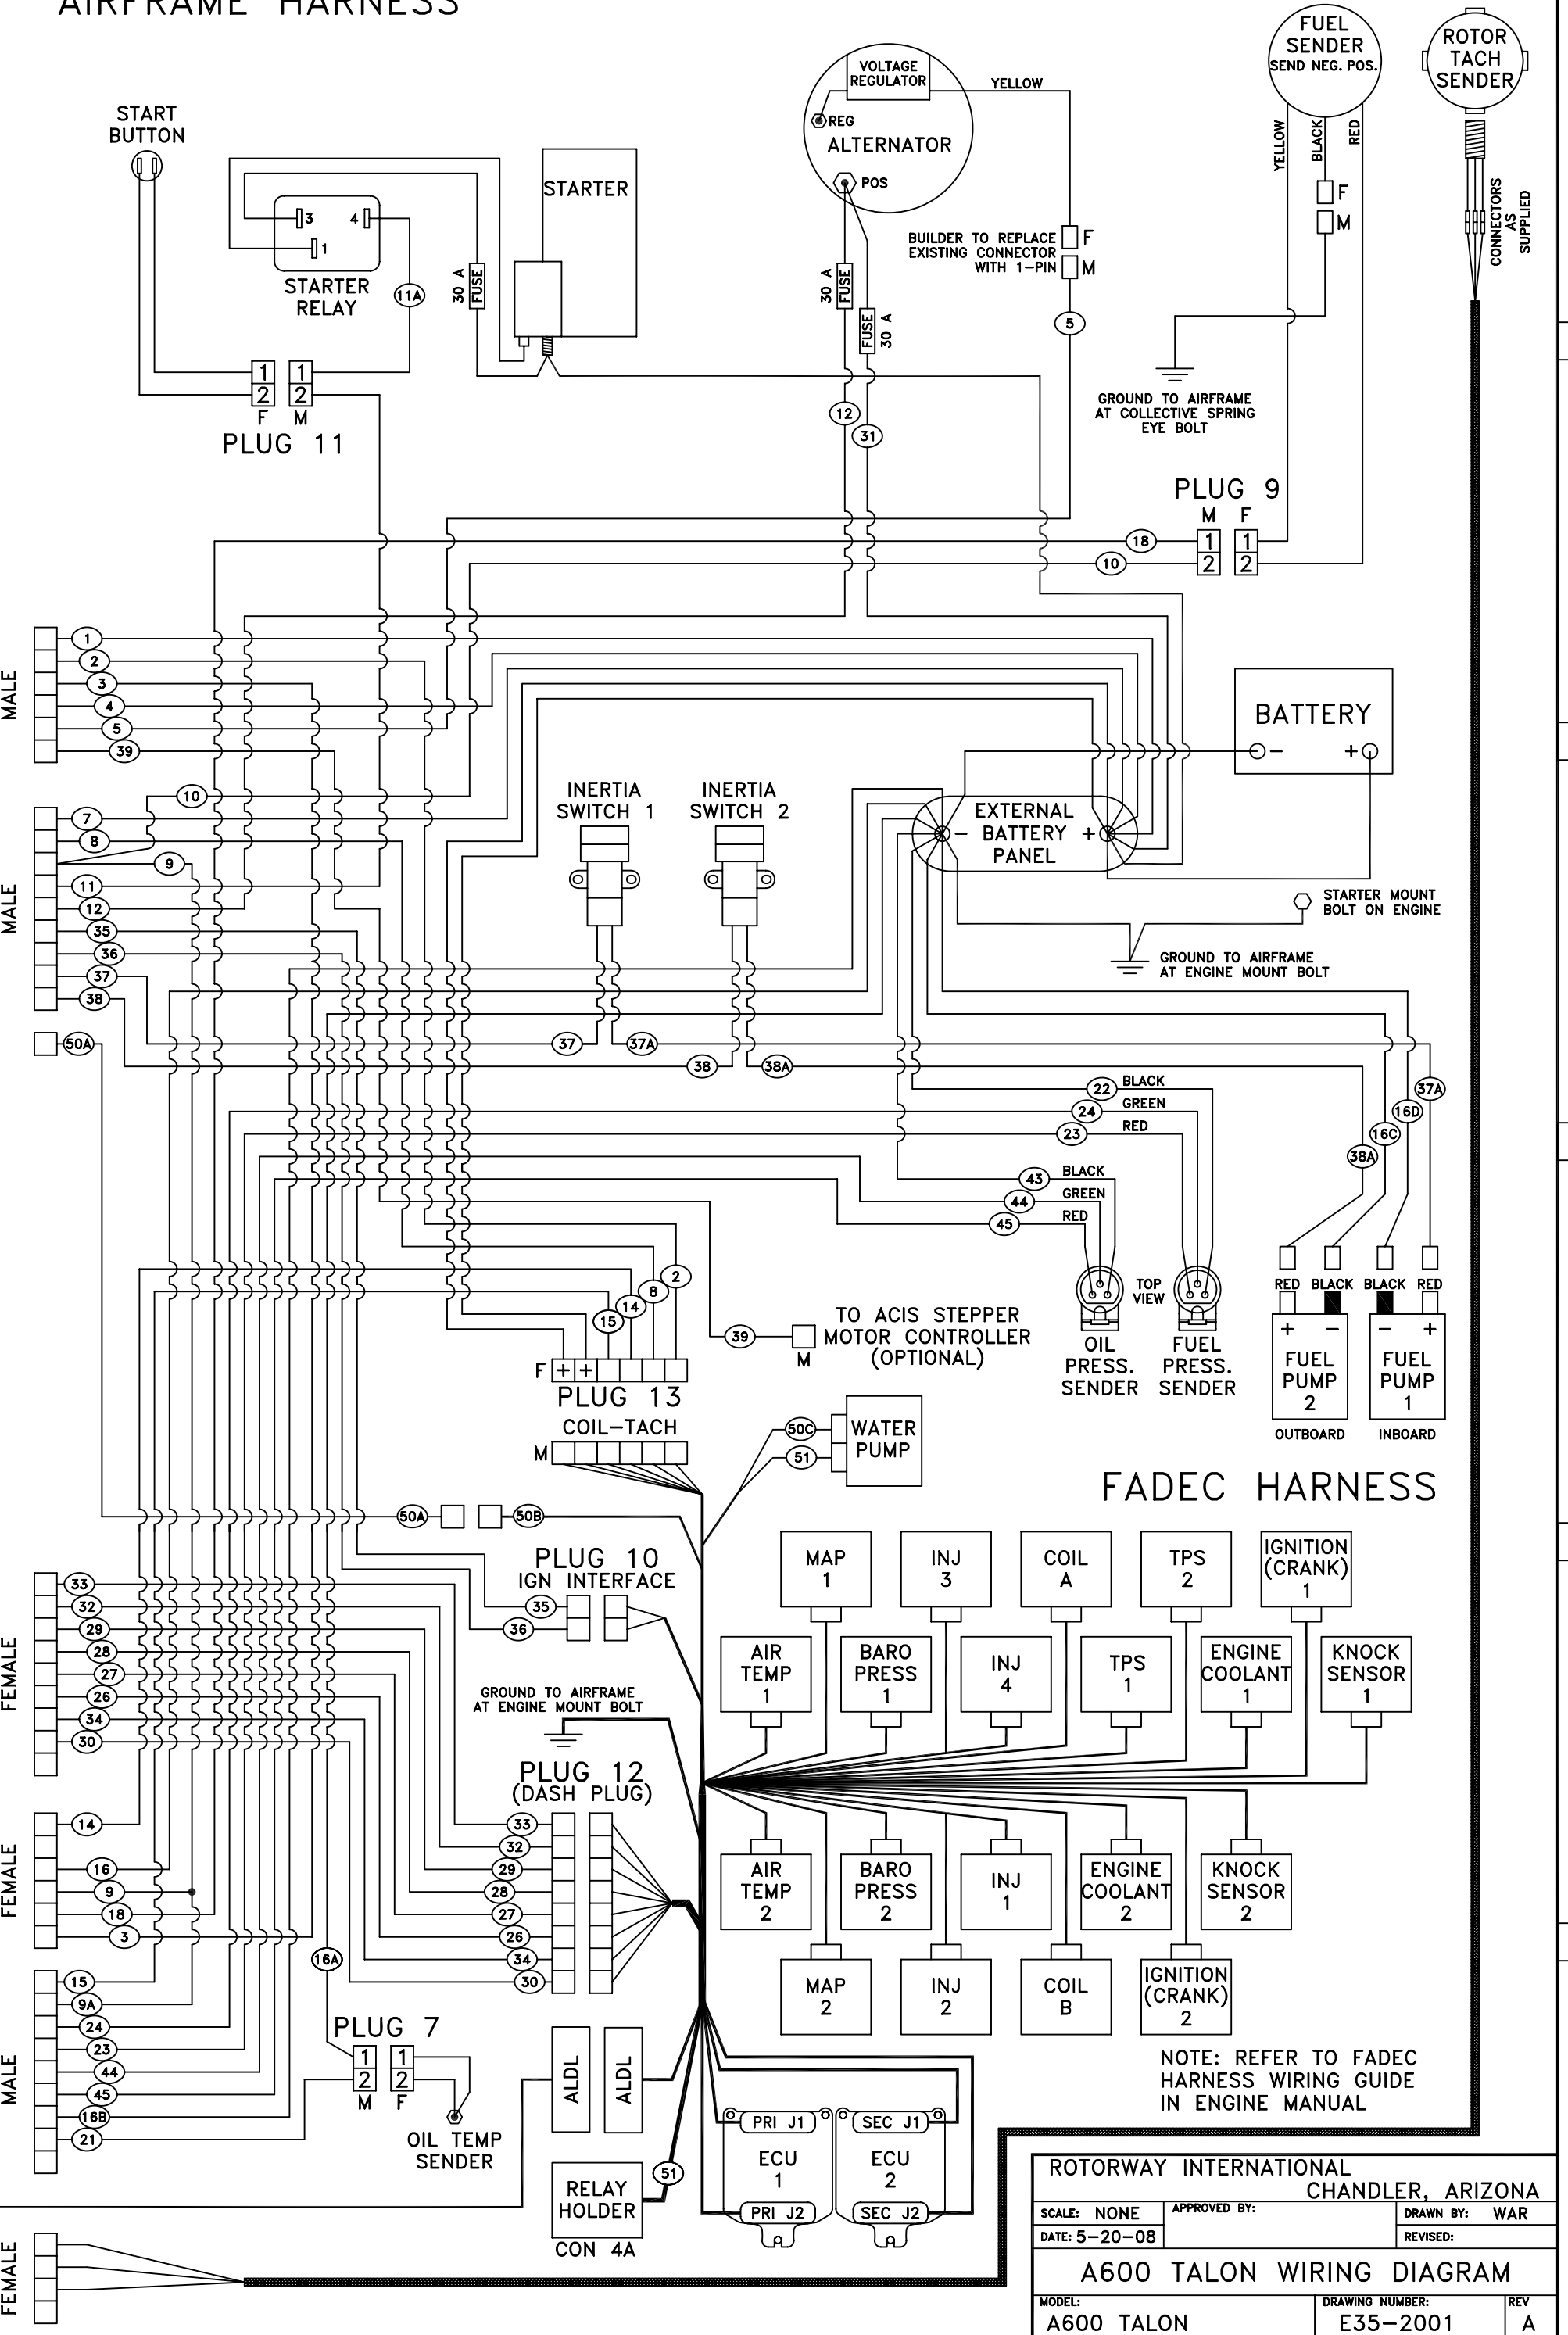 AIRFRAME HARNESS
FUEL
SENDER
SEND NEG. POS.
ROTOR
TACH
SENDER
VOLTAGE
REGULATOR
YELLOW
REG
ALTERNATOR
POS
START
BUTTON
STARTER
3
4
1
STARTER
RELAY
11A
30 A
FUSE
30 A
FUSE
FUSE
30 A
BUILDER TO REPLACE
EXISTING CONNECTOR
WITH 1-PIN
F
M
5
YELLOW
BLACK
RED
F
M
CONNECTORS
AS
SUPPLIED
GROUND TO AIRFRAME
AT COLLECTIVE SPRING
EYE BOLT
1
2
F
1
2
M
PLUG 11
12
31
PLUG 9
M
F
18
1
1
10
2
2
MALE
1
2
3
4
5
39
BATTERY
-
+
10
MALE
7
8
9
11
12
35
36
37
38
INERTIA
SWITCH 1
INERTIA
SWITCH 2
EXTERNAL
- BATTERY +
PANEL
STARTER MOUNT
BOLT ON ENGINE
GROUND TO AIRFRAME
AT ENGINE MOUNT BOLT
50A
37
37A
38
38A
22
BLACK
24
GREEN
23
RED
37A
16D
16C
38A
43
BLACK
44
GREEN
45
RED
2
8
14
15
TOP
VIEW
RED
BLACK
BLACK
RED
39
M
TO ACIS STEPPER
MOTOR CONTROLLER
(OPTIONAL)
OIL
PRESS.
SENDER
FUEL
PRESS.
SENDER
+
-
FUEL
PUMP
2
OUTBOARD
-
+
FUEL
PUMP
1
INBOARD
F
+
+
PLUG 13
COIL-TACH
M
50C
51
WATER
PUMP
FADEC HARNESS
50A
50B
PLUG 10
IGN INTERFACE
35
36
MAP
1
INJ
3
COIL
A
TPS
2
IGNITION
(CRANK)
1
AIR
TEMP
1
BARO
PRESS
1
INJ
4
TPS
1
ENGINE
COOLANT
1
KNOCK
SENSOR
1
FEMALE
33
32
29
28
27
26
34
30
GROUND TO AIRFRAME
AT ENGINE MOUNT BOLT
PLUG 12
(DASH PLUG)
33
32
29
28
27
26
34
30
FEMALE
14
16
9
18
3
AIR
TEMP
2
BARO
PRESS
2
INJ
1
ENGINE
COOLANT
2
KNOCK
SENSOR
2
MAP
2
INJ
2
COIL
B
IGNITION
(CRANK)
2
16A
MALE
15
9A
24
23
44
45
16B
21
PLUG 7
1
2
M
1
2
F
OIL TEMP
SENDER
ALDL
ALDL
NOTE: REFER TO FADEC
HARNESS WIRING GUIDE
IN ENGINE MANUAL
PRI J1
ECU
1
PRI J2
SEC J1
ECU
2
SEC J2
51
RELAY
HOLDER
CON 4A
FEMALE
ROTORWAY INTERNATIONAL
CHANDLER, ARIZONA
SCALE: NONE
APPROVED BY:
DRAWN BY: WAR
DATE: 5-20-08
REVISED:
A600 TALON WIRING DIAGRAM
MODEL:
A600 TALON
DRAWING NUMBER:
E35-2001
REV
A